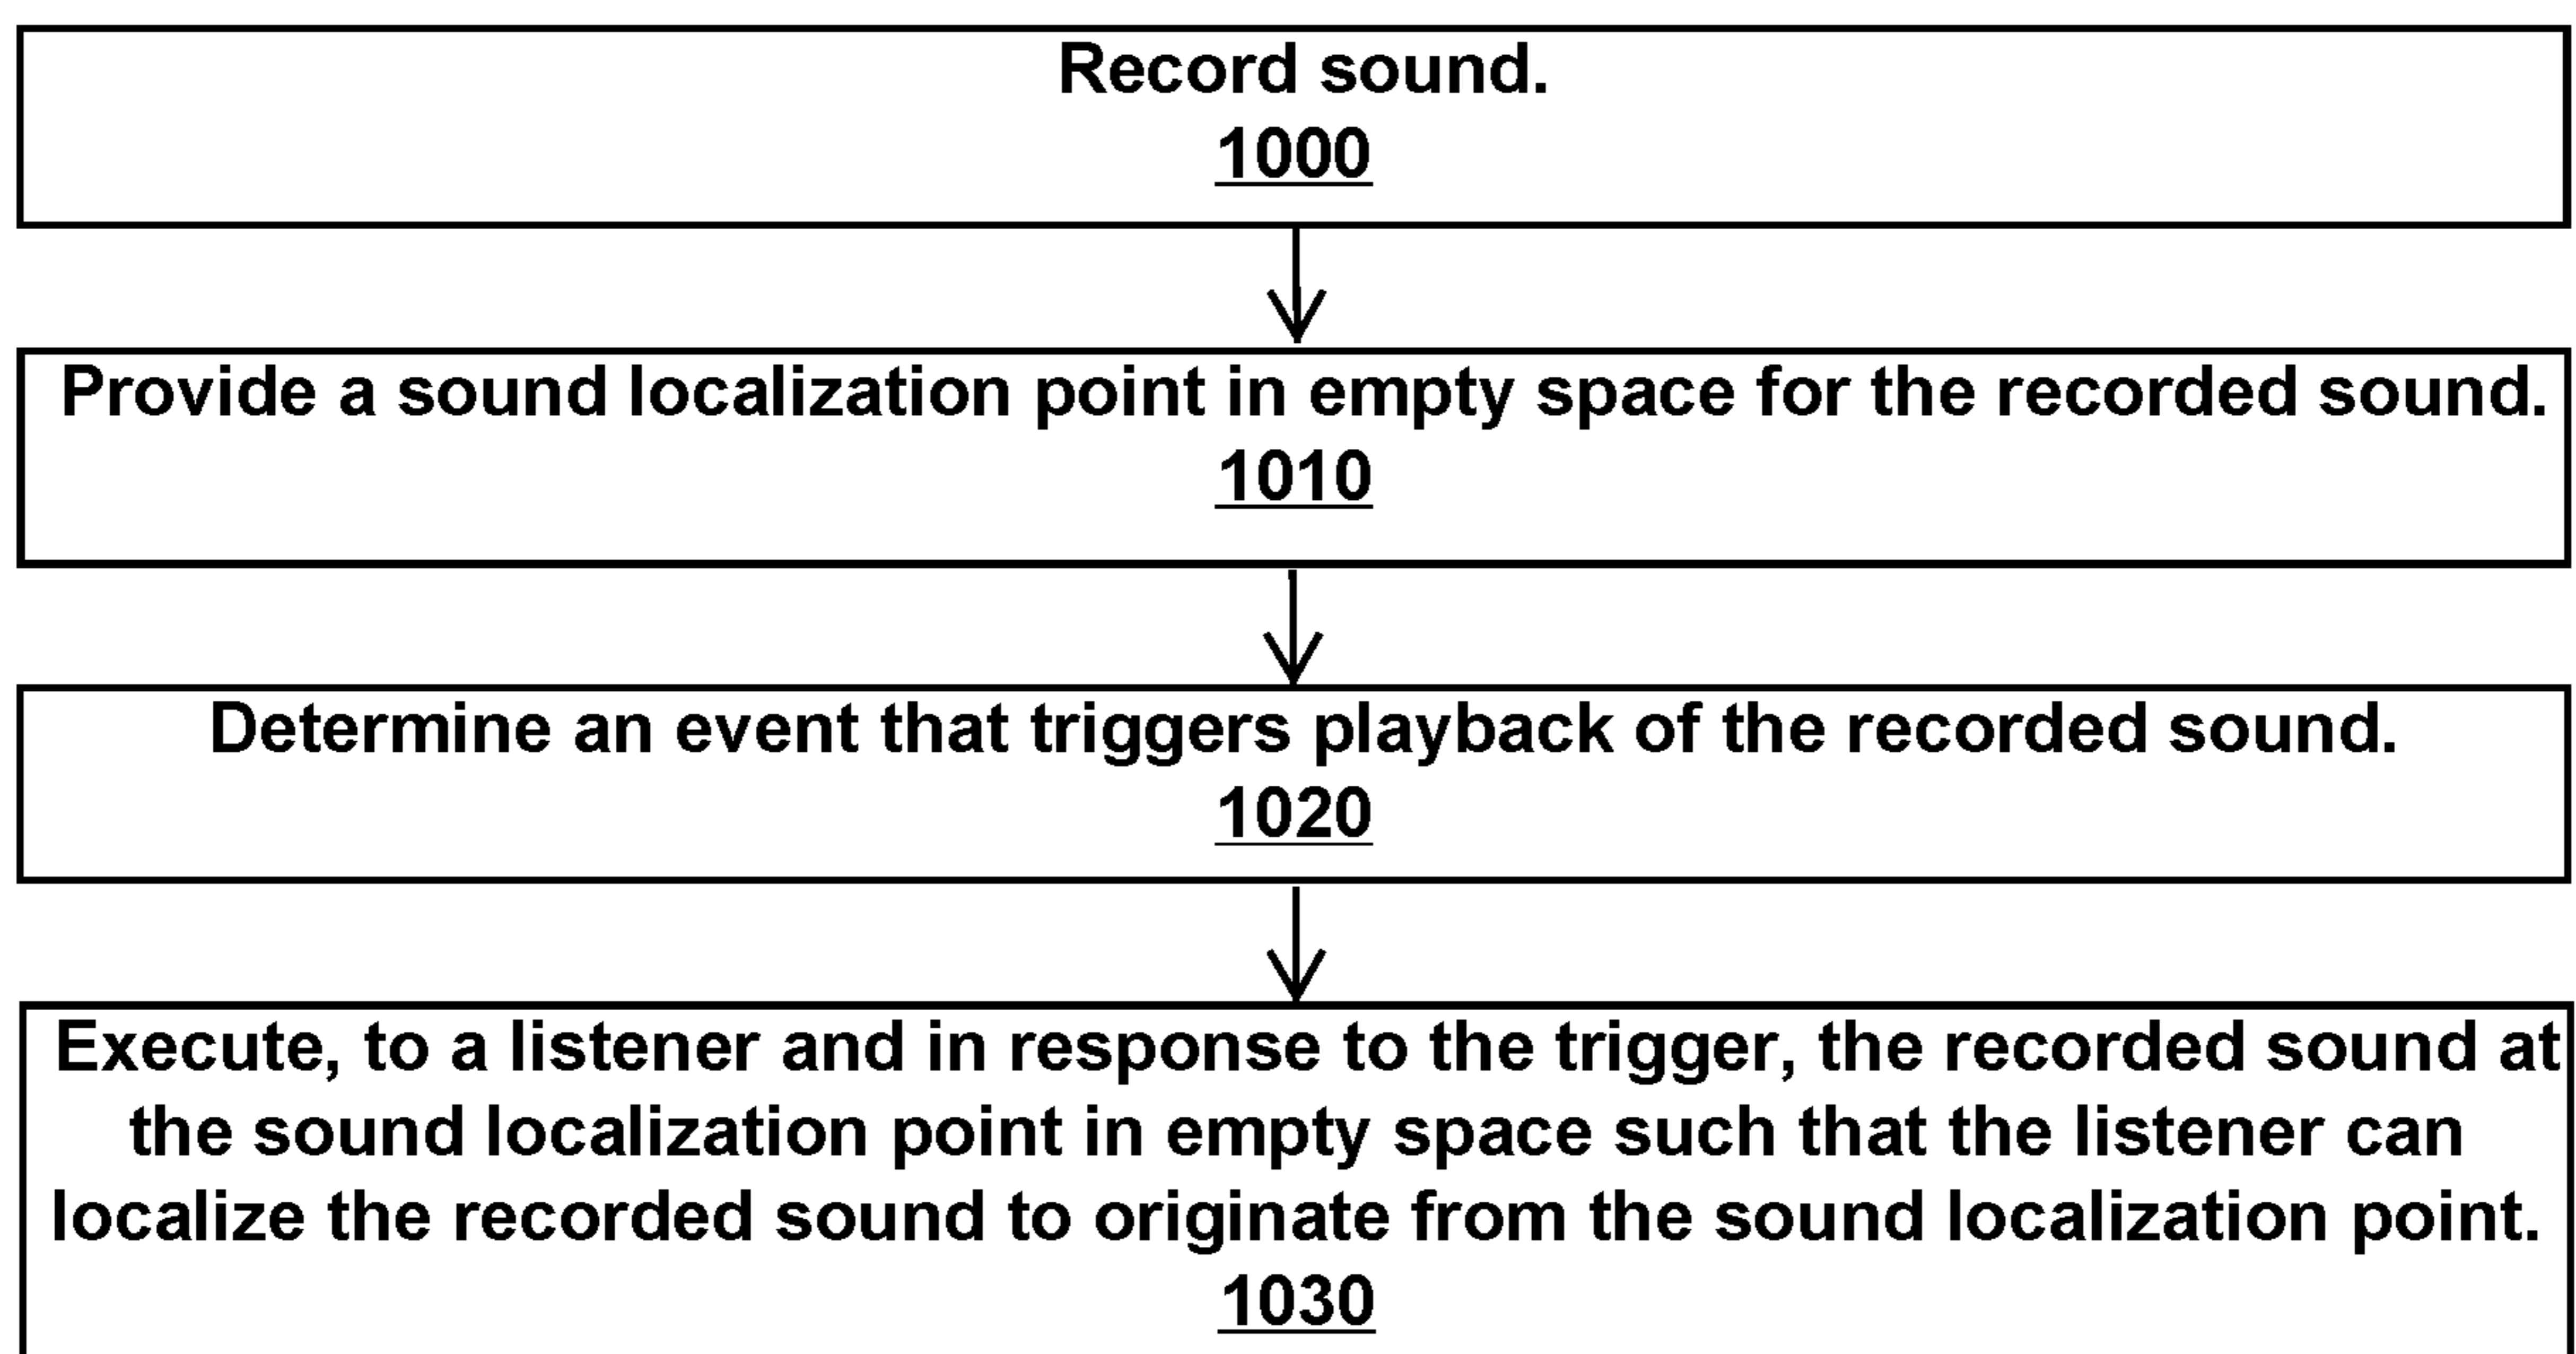 Record sound.
1000
Provide a sound localization point in empty space for the recorded sound.
1010
Determine an event that triggers playback of the recorded sound.
1020
Execute, to a listener and in response to the trigger, the recorded sound at
the sound localization point in empty space such that the listener can
localize the recorded sound to originate from the sound localization point.
1030